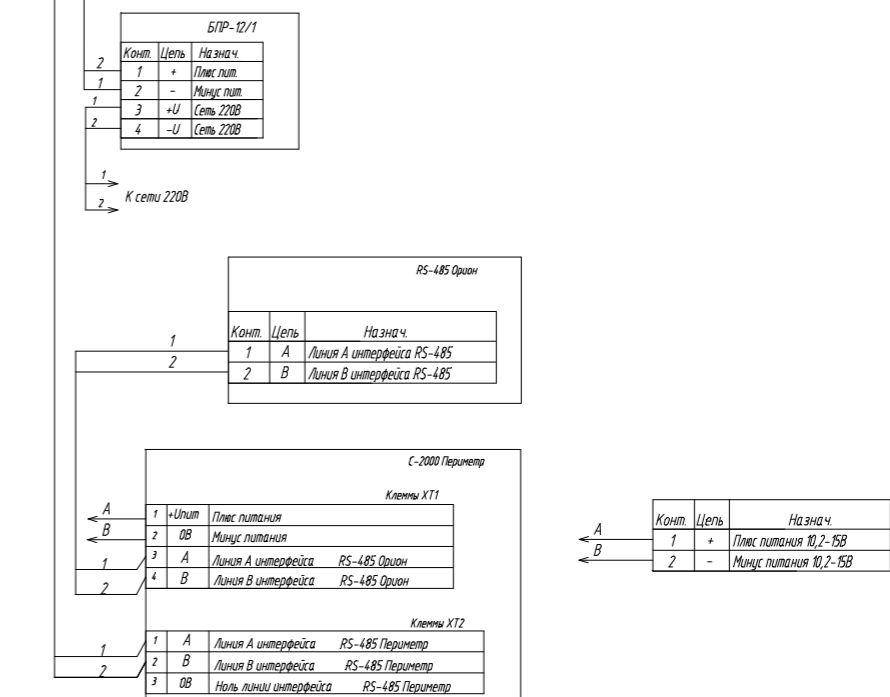 БПР-12/1
Конт. Цепь Назнач.
2 1 + Плюс пит.
1 2 - Минус пит.
1 3 +U Сеть 220В
2 4 -U Сеть 220В
1
К сети 220В
2
RS-485 Орион
Конт. Цепь Назнач.
1 1 A Линия А интерфейса RS-485
2 2 B Линия В интерфейса RS-485
С-2000 Периметр
Клеммы ХТ1
A 1 +Uпит Плюс питания
B 2 0В Минус питания
1 3 A Линия А интерфейса RS-485 Орион
2 4 B Линия В интерфейса RS-485 Орион
Конт. Цепь Назнач.
A 1 + Плюс питания 10,2-15В
B 2 - Минус питания 10,2-15В
Клеммы ХТ2
1 1 A Линия А интерфейса RS-485 Периметр
2 2 B Линия В интерфейса RS-485 Периметр
3 0В Ноль линии интерфейса RS-485 Периметр